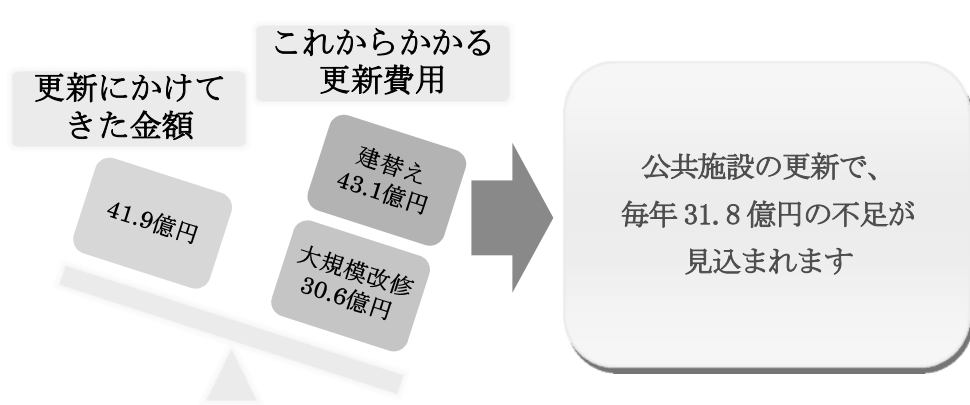 更新にかけて
きた金額
41.9億円
これからかかる
更新費用
建替え
43.1億円
大規模改修
30.6億円
公共施設の更新で、
毎年 31.8 億円の不足が
見込まれます